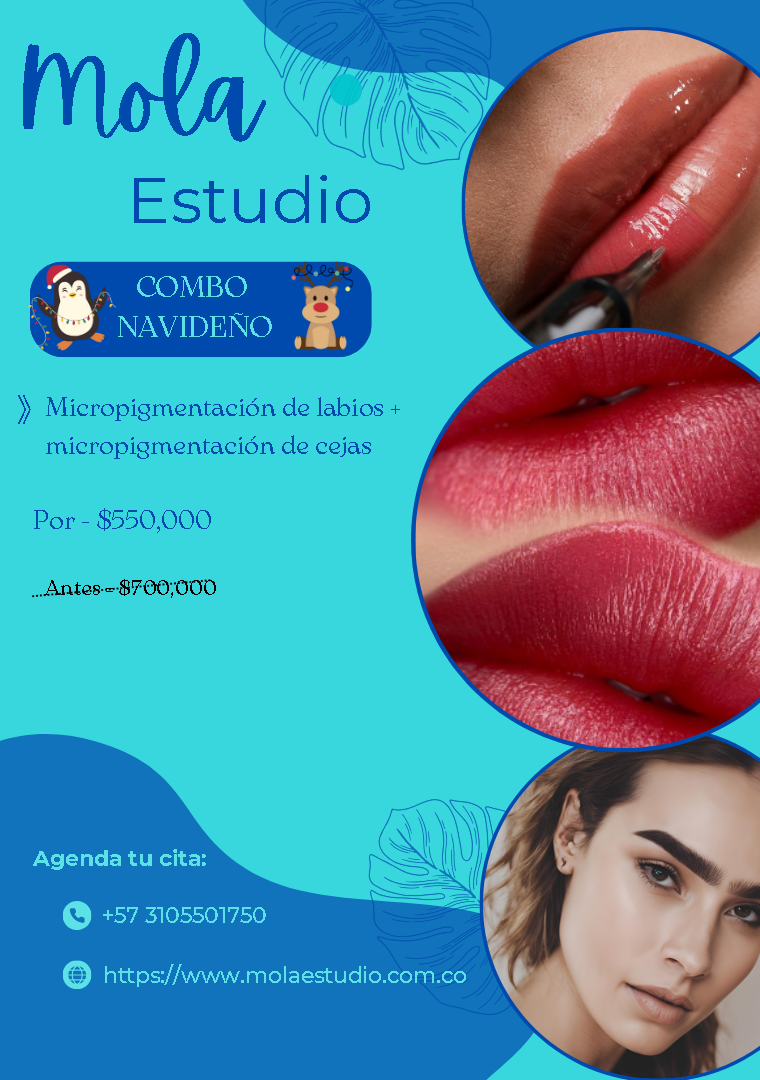 Mola
Estudio
COMBO
NAVIDEÑO
Micropigmentación de labios +
micropigmentación de cejas
Por - $550,000
Antes - $700,000
Agenda tu cita:
+57 3105501750
https://www.molaestudio.com.co